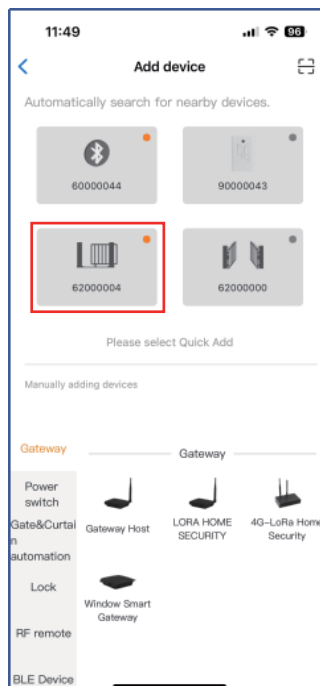 11:49
96
Add device
Automatically search for nearby devices.
60000044
90000043
62000004
62000000
Please select Quick Add
Manually adding devices
Gateway
Gateway
Power
switch
Gate&Curtai
n
automation
Lock
RF remote
BLE Device
Gateway Host
LORA HOME
SECURITY
4G-LoRa Home
Security
Window Smart
Gateway